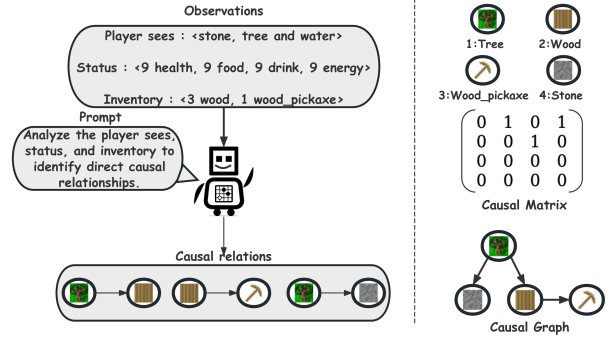 Observations
Player sees : <stone, tree and water>
Status : <9 health, 9 food, 9 drink, 9 energy>
Inventory : <3 wood, 1 wood_pickaxe>
Prompt
Analyze the player sees,
status, and inventory to
identify direct causal
relationships.
Causal relations
1:Tree 2:Wood
3:Wood_pickaxe 4:Stone
0 1 0 1
0 0 1 0
0 0 0 0
0 0 0 0
Causal Matrix
Causal Graph